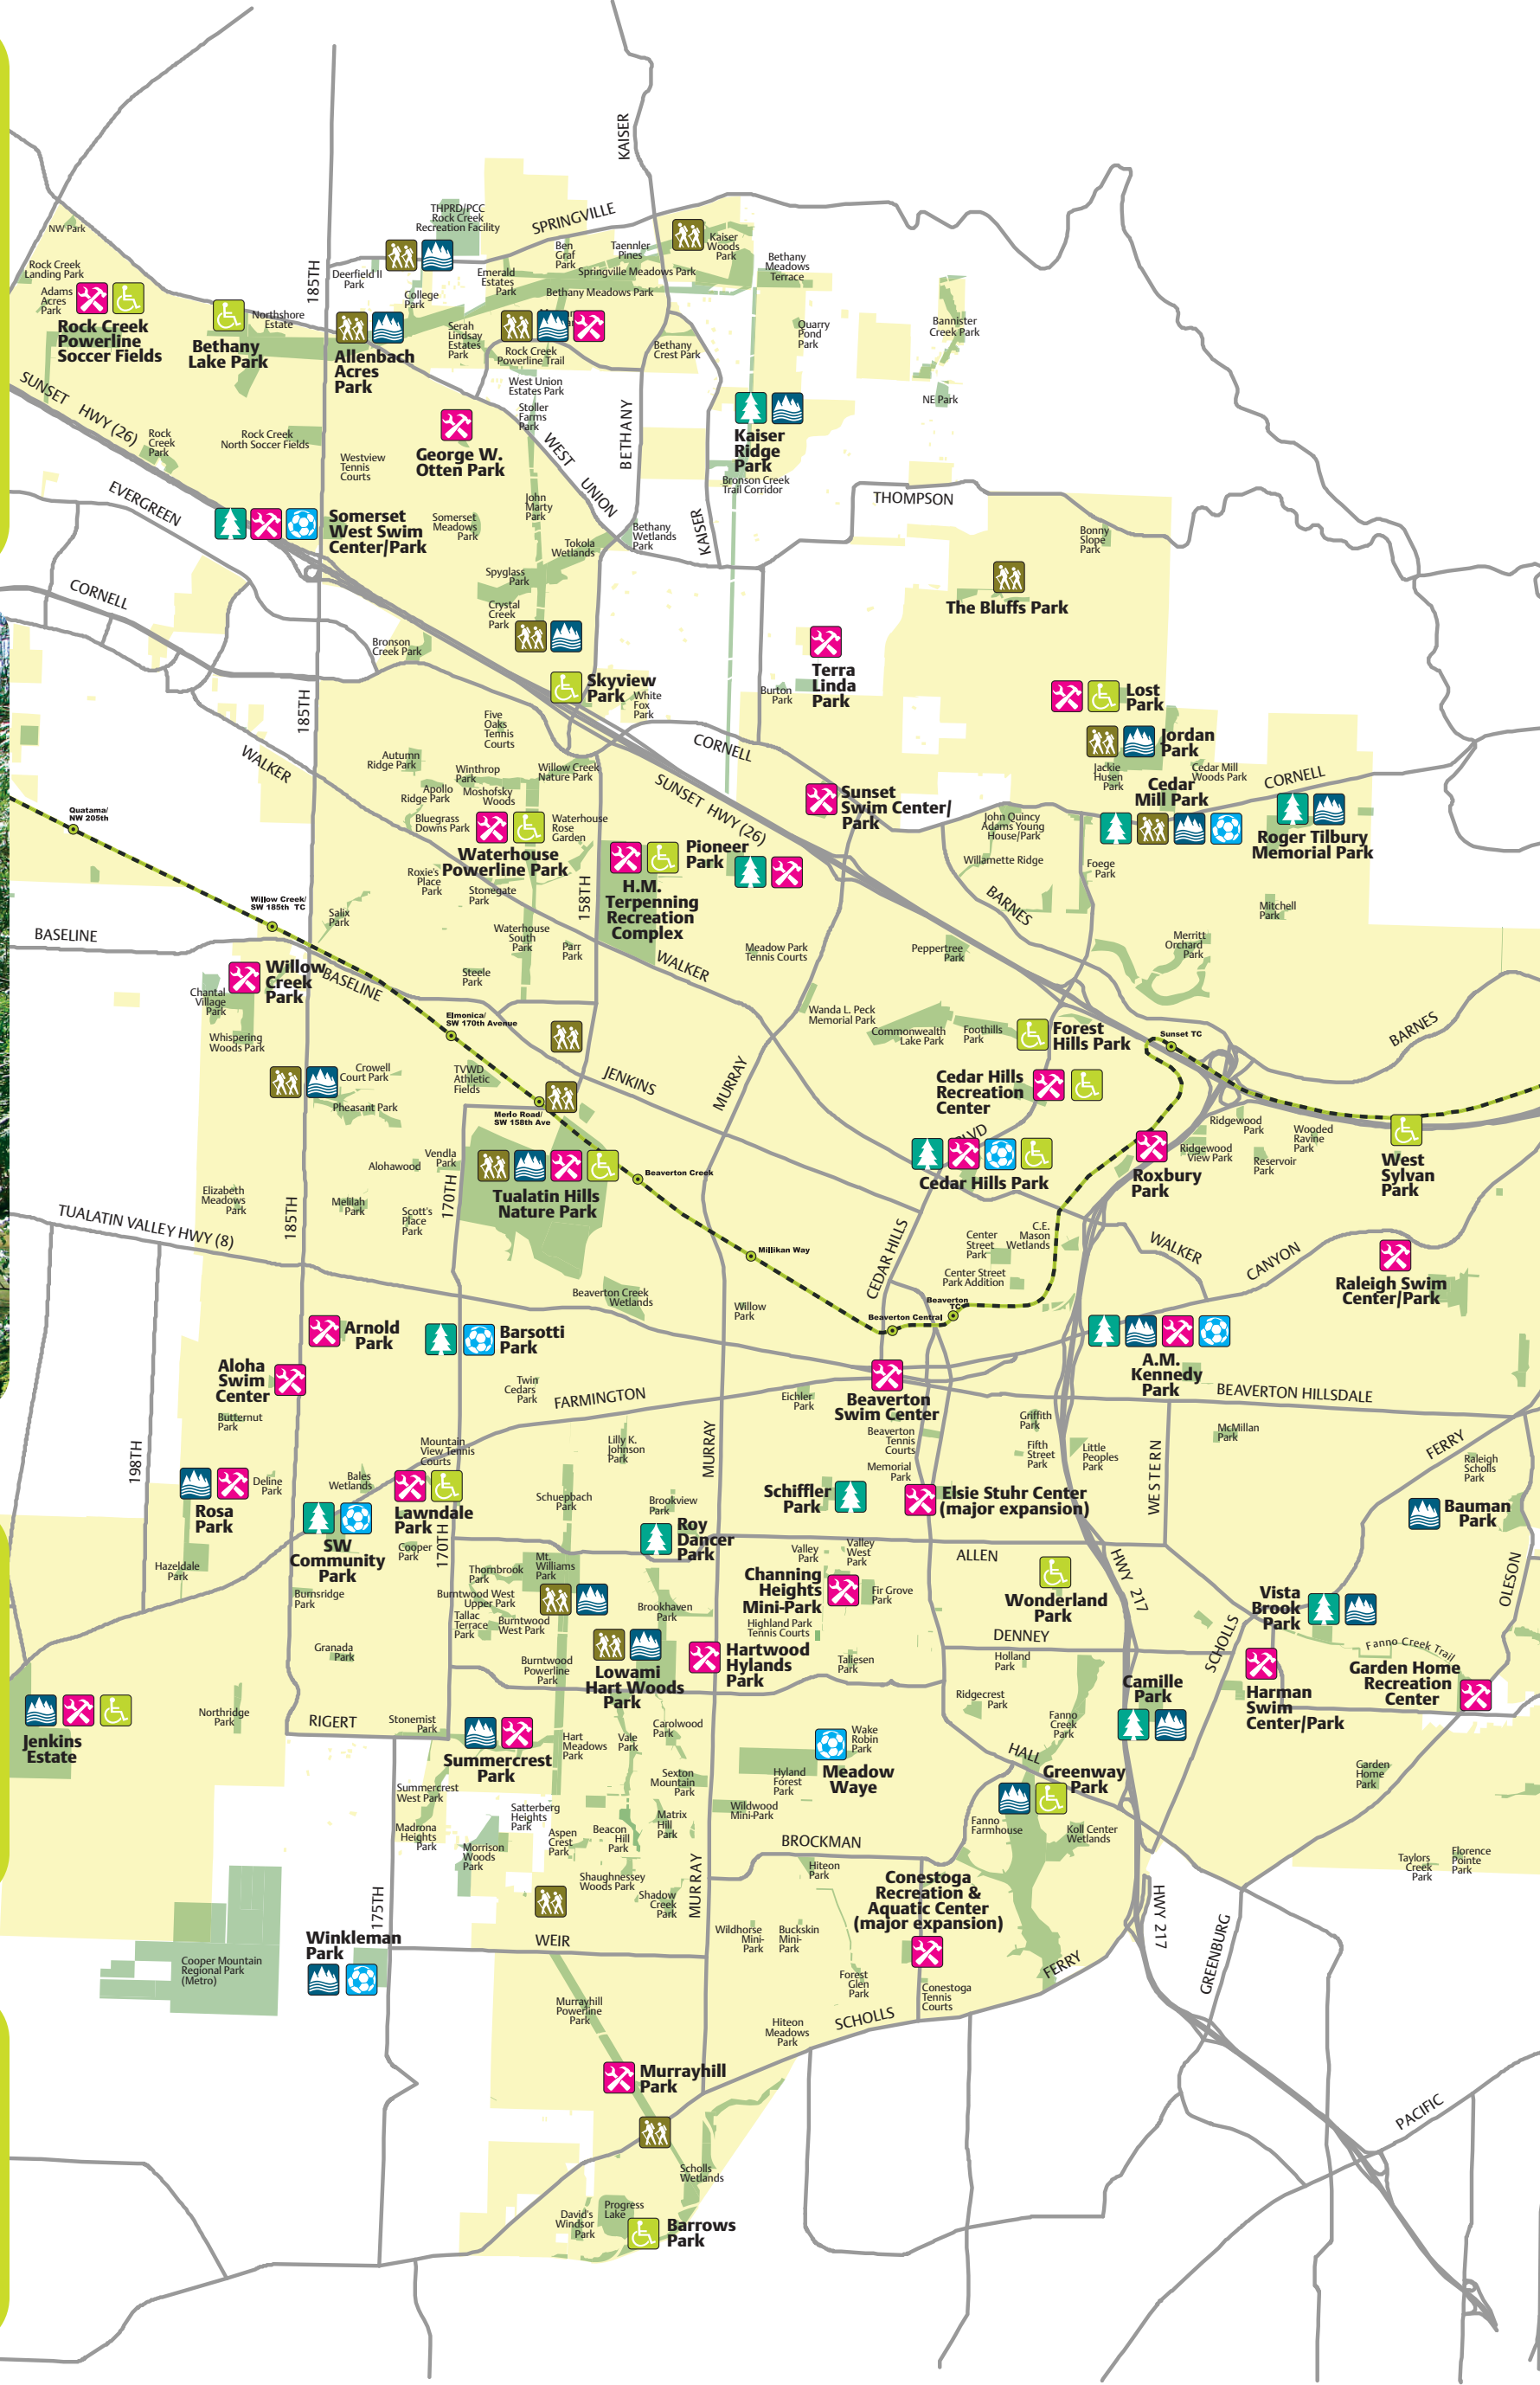 KAISER
THPRD/PCC
Rock Creek
Recreation Facility
SPRINGVILLE
NW Park
Ben
Graf
Park
Taennler
Pines
Kaiser
Woods
Park
Rock Creek
Landing Park
185TH
Deerfield II
Park
Emerald
Estates
Park
Springville Meadows Park
Bethany
Meadows
Terrace
Adams
Acres
Park
College
Park
Bethany Meadows Park
Rock Creek
Powerline
Soccer Fields
Northshore
Estate
Bethany
Lake Park
Allenbach
Acres
Park
Serah
Lindsay
Estates
Park
Rock Creek
Powerline Trail
Bethany
Crest Park
Quarry
Pond
Park
Bannister
Creek Park
SUNSET HWY (26)
West Union
Estates Park
Stoller
Farms
Park
NE Park
Rock
Creek
Park
Rock Creek
North Soccer Fields
George W.
Otten Park
WEST UNION
BETHANY
Kaiser
Ridge
Park
Westview
Tennis
Courts
Bronson Creek
Trail Corridor
EVERGREEN
THOMPSON
Somerset
West Swim
Center/Park
Somerset
Meadows
Park
John
Marty
Park
Bethany
Wetlands
Park
KAISER
Bonny
Slope
Park
Tokola
Wetlands
Spyglass
Park
CORNELL
Crystal
Creek
Park
The Bluffs Park
Bronson
Creek Park
Skyview
Park
White
Fox
Park
Burton
Park
Terra
Linda
Park
Lost
Park
185TH
Five
Oaks
Tennis
Courts
CORNELL
Jordan
Park
WALKER
Autumn
Ridge Park
Winthrop
Park
Willow Creek
Nature Park
Jackie
Husen
Park
Cedar Mill
Woods Park
CORNELL
Apollo
Ridge Park
Moshofsky
Woods
SUNSET HWY (26)
Sunset
Swim Center/
Park
Cedar
Mill Park
Quatama/
NW 205th
Bluegrass
Downs Park
Waterhouse
Rose
Garden
John Quincy
Adams Young
House/Park
Roger Tilbury
Memorial Park
Waterhouse
Powerline Park
Pioneer
Park
Willamette Ridge
Foege
Park
Roxie's
Place
Park
Stonegate
Park
158TH
H.M.
Terpenning
Recreation
Complex
BARNES
Mitchell
Park
Willow Creek/
SW 185th TC
Salix
Park
Waterhouse
South
Park
BASELINE
Parr
Park
Meadow Park
Tennis Courts
Peppertree
Park
Merritt
Orchard
Park
Willow
Creek
Park
BASELINE
Steele
Park
WALKER
Chantal
Village
Park
Elmonica/
SW 170th Avenue
Wanda L. Peck
Memorial Park
Commonwealth
Lake Park
Foothills
Park
Forest
Hills Park
Sunset TC
BARNES
Whispering
Woods Park
Crowell
Court Park
TVWD
Athletic
Fields
JENKINS
MURRAY
Cedar Hills
Recreation
Center
Pheasant Park
Merlo Road/
SW 158th Ave
BLVD
Ridgewood
Park
Wooded
Ravine
Park
Ridgewood
View Park
Reservoir
Park
West
Sylvan
Park
Vendla
Park
Alohawood
Beaverton Creek
Cedar Hills Park
Roxbury
Park
Elizabeth
Meadows
Park
Tualatin Hills
Nature Park
170TH
Melilah
Park
Scott's
Place
Park
185TH
TUALATIN VALLEY HWY (8)
Millikan Way
CEDAR HILLS
Center
Street
Park
C.E.
Mason
Wetlands
WALKER
CANYON
Center Street
Park Addition
Raleigh Swim
Center/Park
Beaverton Creek
Wetlands
Willow
Park
Beaverton
TC
Beaverton Central
Arnold
Park
Barsotti
Park
A.M.
Kennedy
Park
Aloha
Swim
Center
Twin
Cedars
Park
FARMINGTON
Eichler
Park
Beaverton
Swim Center
BEAVERTON HILLSDALE
Butternut
Park
Griffith
Park
McMillan
Park
Mountain
View Tennis
Courts
Lilly K.
Johnson
Park
MURRAY
Beaverton
Tennis
Courts
Fifth
Street
Park
Little
Peoples
Park
FERRY
198TH
Raleigh
Scholls
Park
Memorial
Park
WESTERN
Deline
Park
Bales
Wetlands
Schuepbach
Park
Brookview
Park
Schiffler
Park
Elsie Stuhr Center
(major expansion)
Bauman
Park
Rosa
Park
Lawndale
Park
Roy
Dancer
Park
SW
Community
Park
Cooper
Park
170TH
Valley
Park
Valley
West
Park
ALLEN
HWY 217
OLESON
Hazeldale
Park
Thornbrook
Park
Mt.
Williams
Park
Channing
Heights
Mini-Park
Fir Grove
Park
Wonderland
Park
Vista
Brook
Park
Burnsridge
Park
Burntwood West
Upper Park
Tallac
Terrace
Park
Burntwood
West Park
Brookhaven
Park
Highland Park
Tennis Courts
DENNEY
SCHOLLS
Fanno Creek Trail
Granada
Park
Burntwood
Powerline
Park
Lowami
Hart Woods
Park
Hartwood
Hylands
Park
Taliesen
Park
Holland
Park
Camille
Park
Harman
Swim
Center/Park
Garden Home
Recreation
Center
Ridgecrest
Park
Fanno
Creek
Park
Northridge
Park
RIGERT
Stonemist
Park
Carolwood
Park
Jenkins
Estate
Summercrest
Park
Hart
Meadows
Park
Vale
Park
Wake
Robin
Park
HALL
Meadow
Waye
Hyland
Forest
Park
Greenway
Park
Garden
Home
Park
Sexton
Mountain
Park
Summercrest
West Park
Satterberg
Heights
Park
Wildwood
Mini-Park
Madrona
Heights
Park
Matrix
Hill
Park
Fanno
Farmhouse
Koll Center
Wetlands
Aspen
Crest
Park
Beacon
Hill
Park
BROCKMAN
Morrison
Woods
Park
Taylors
Creek
Park
Florence
Pointe
Park
Hiteon
Park
Shaughnessey
Woods Park
MURRAY
Conestoga
Recreation &
Aquatic Center
(major expansion)
Shadow
Creek
Park
175TH
Winkleman
Park
WEIR
Wildhorse
Mini-
Park
Buckskin
Mini-
Park
HWY 217
GREENBURG
Cooper Mountain
Regional Park
(Metro)
FERRY
Forest
Glen
Park
Conestoga
Tennis
Courts
Murrayhill
Powerline
Park
SCHOLLS
Hiteon
Meadows
Park
Murrayhill
Park
PACIFIC
Scholls
Wetlands
Progress
Lake
David's
Windsor
Park
Barrows
Park